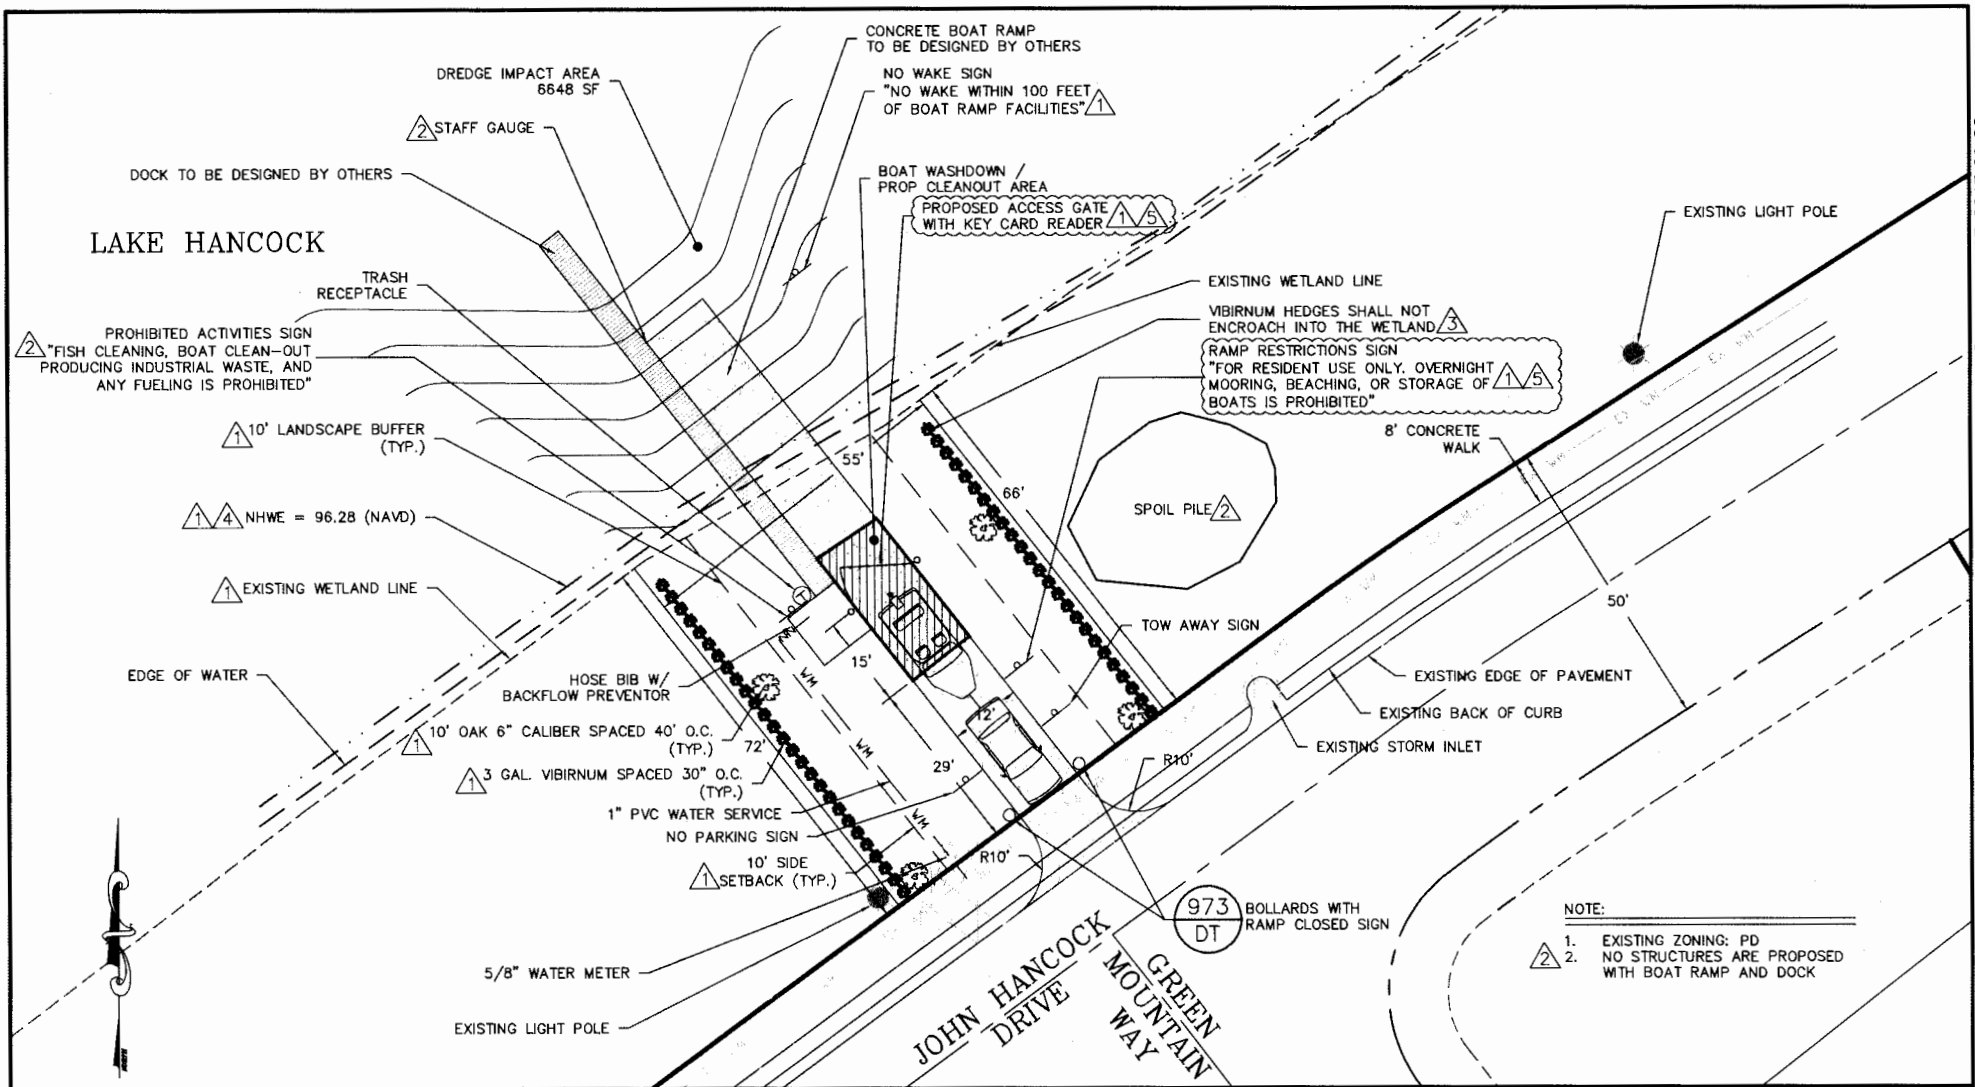 CONCRETE BOAT RAMP
TO BE DESIGNED BY OTHERS
DREDGE IMPACT AREA
6648 SF
NO WAKE SIGN
"NO WAKE WITHIN 100 FEET
OF BOAT RAMP FACILITIES" 1
2 STAFF GAUGE
DOCK TO BE DESIGNED BY OTHERS
BOAT WASHDOWN /
PROP CLEANOUT AREA
PROPOSED ACCESS GATE
WITH KEY CARD READER 1 5
EXISTING LIGHT POLE
LAKE HANCOCK
TRASH
RECEPTACLE
EXISTING WETLAND LINE
VIBIRNUM HEDGES SHALL NOT
ENCROACH INTO THE WETLAND 3
PROHIBITED ACTIVITIES SIGN
2 "FISH CLEANING, BOAT CLEAN-OUT
PRODUCING INDUSTRIAL WASTE, AND
ANY FUELING IS PROHIBITED"
RAMP RESTRICTIONS SIGN
"FOR RESIDENT USE ONLY. OVERNIGHT
MOORING, BEACHING, OR STORAGE OF 1 5
BOATS IS PROHIBITED"
1 10' LANDSCAPE BUFFER
(TYP.)
8' CONCRETE
WALK
55'
66'
SPOIL PILE 2
1 4 NHWE = 96.28 (NAVD)
1 EXISTING WETLAND LINE
T
50'
TOW AWAY SIGN
15'
EDGE OF WATER
HOSE BIB W/
BACKFLOW PREVENTOR
WM
EXISTING EDGE OF PAVEMENT
12'
EXISTING BACK OF CURB
1 10' OAK 6" CALIBER SPACED 40' O.C.
(TYP.)
72'
WM
EXISTING STORM INLET
29'
R10'
1 3 GAL. VIBIRNUM SPACED 30" O.C.
(TYP.)
1" PVC WATER SERVICE
WM
NO PARKING SIGN
10' SIDE
1 SETBACK (TYP.)
R10'
973
DT
BOLLARDS WITH
RAMP CLOSED SIGN
NOTE:
1. EXISTING ZONING: PD
2 2. NO STRUCTURES ARE PROPOSED
WITH BOAT RAMP AND DOCK
5/8" WATER METER
EXISTING LIGHT POLE
JOHN HANCOCK
DRIVE
GREEN
MOUNTAIN
WAY